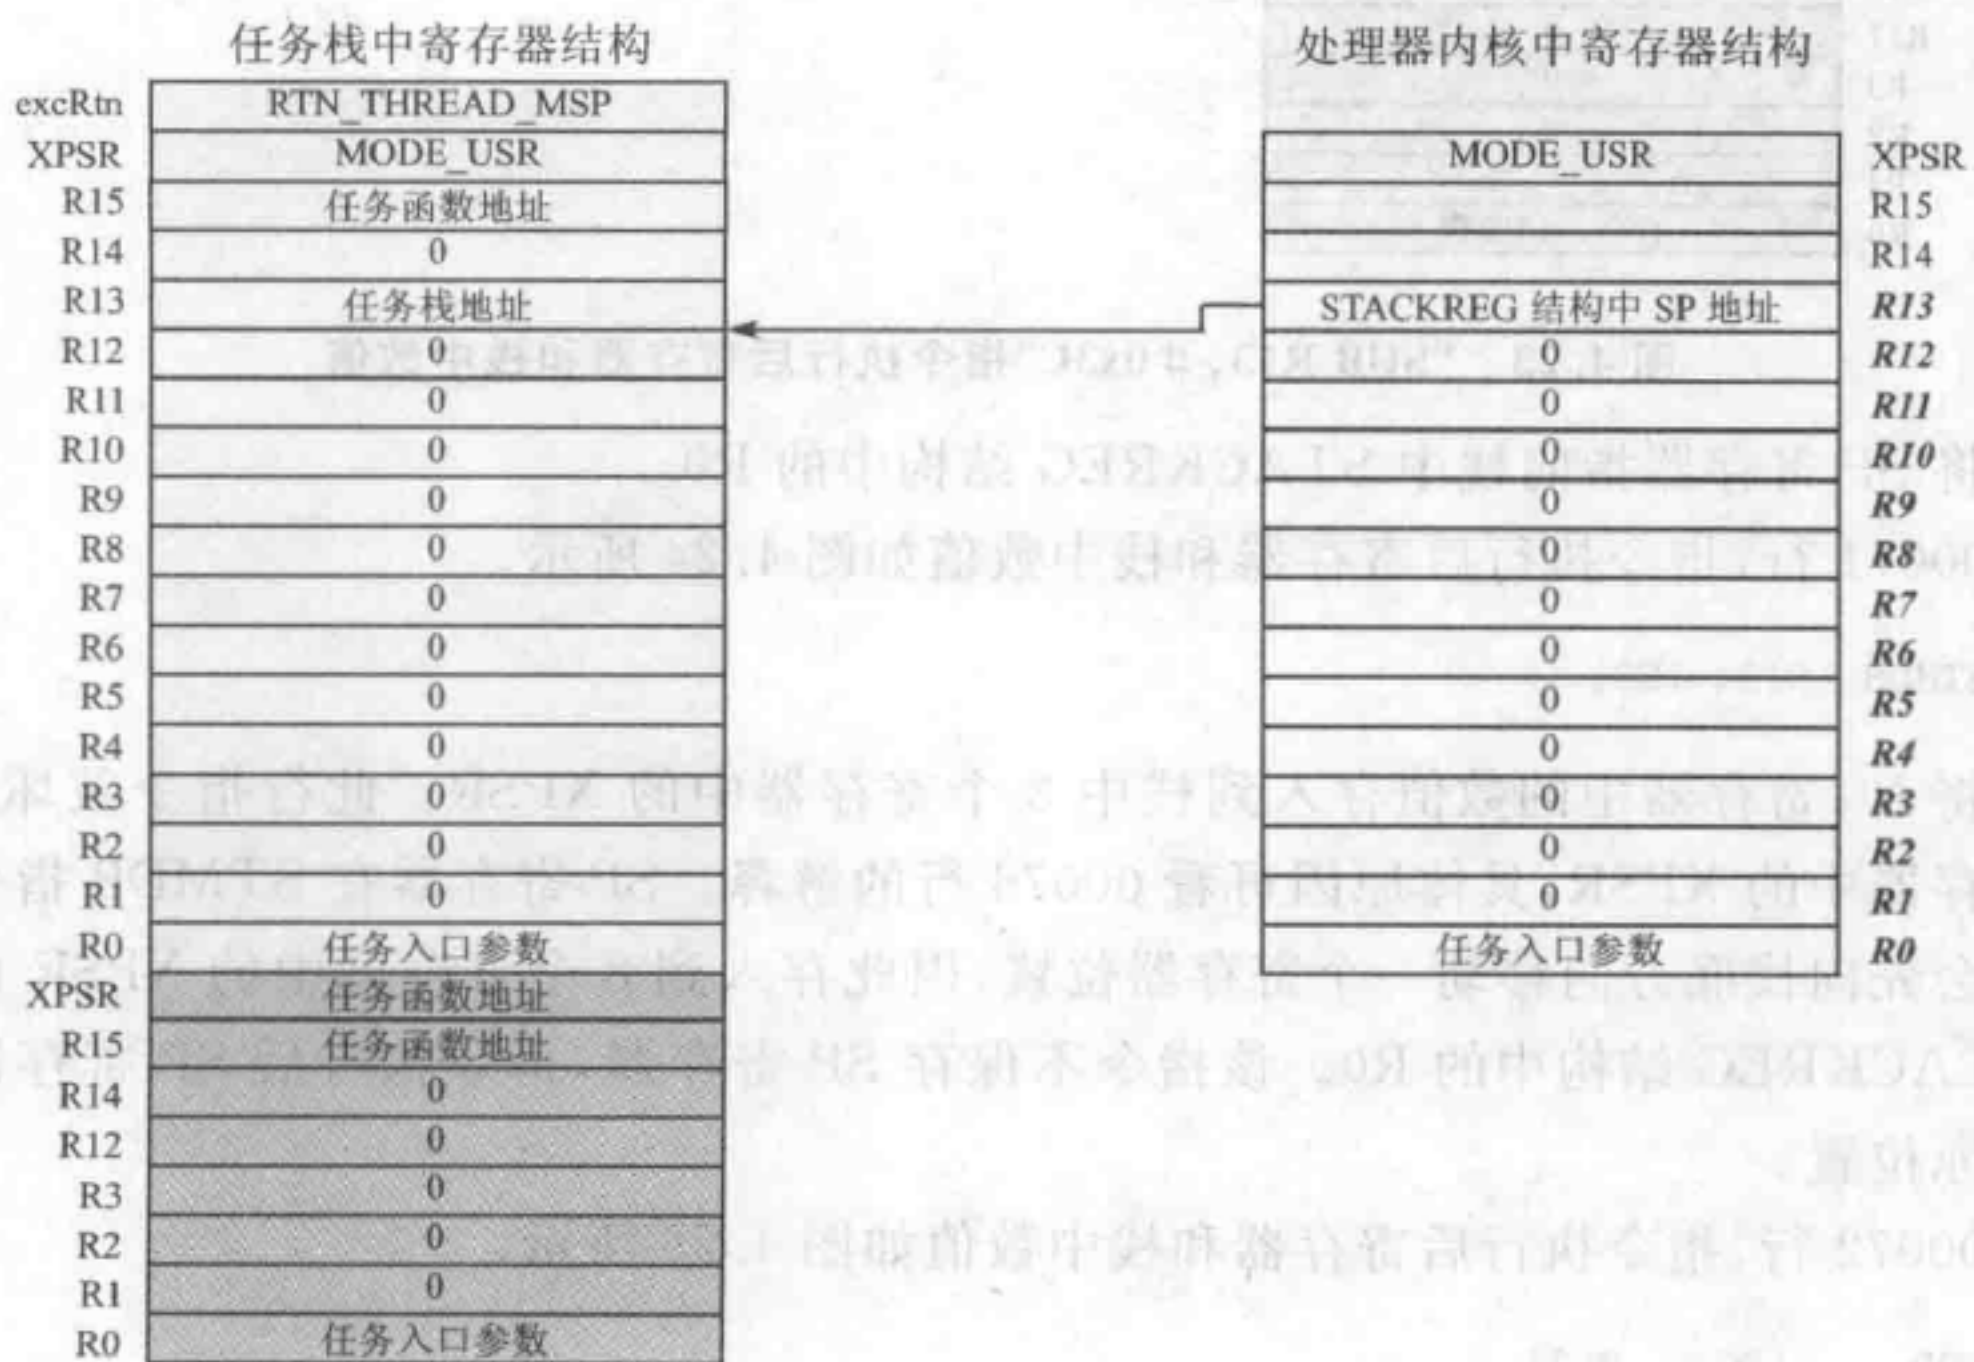 任务栈中寄存器结构
excRtn RTN_THREAD_MSP
XPSR MODE_USR
R15 任务函数地址
R14 0
R13 任务栈地址
R12 0
R11 0
R10 0
R9 0
R8 0
R7 0
R6 0
R5 0
R4 0
R3 0
R2 0
R1 0
R0 任务入口参数
XPSR 任务函数地址
R15 任务函数地址
R14 0
R12 0
R3 0
R2 0
R1 0
R0 任务入口参数
处理器内核中寄存器结构
MODE_USR XPSR
R15
R14
STACKREG 结构中 SP 地址 R13
0 R12
0 R11
0 R10
0 R9
0 R8
0 R7
0 R6
0 R5
0 R4
0 R3
0 R2
0 R1
任务入口参数 R0